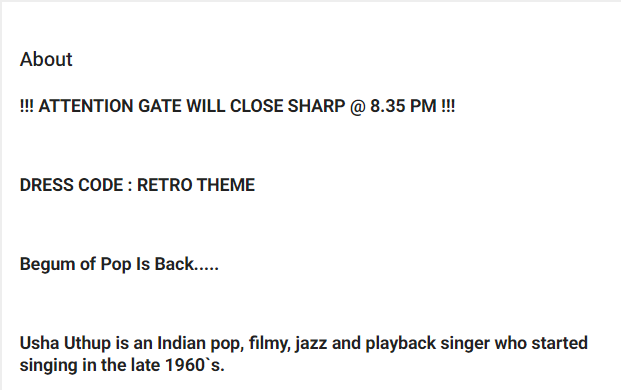 About
!!! ATTENTION GATE WILL CLOSE SHARP @ 8.35 PM !!!
DRESS CODE : RETRO THEME
Begum of Pop Is Back.....
Usha Uthup is an Indian pop, filmy, jazz and playback singer who started
singing in the late 1960`s.